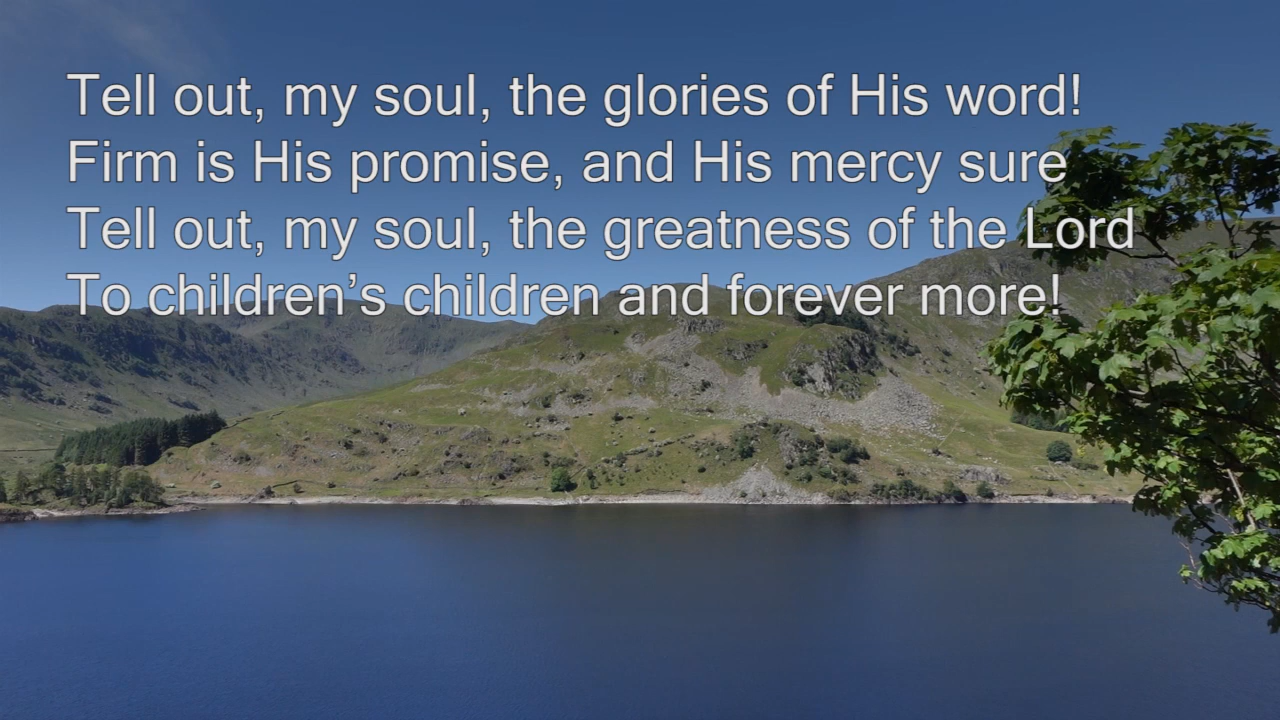 Tell out, my soul, the glories of His word!
Firm is His promise, and His mercy sure
Tell out, my soul, the greatness of the Lord
To children’s children and forever more!